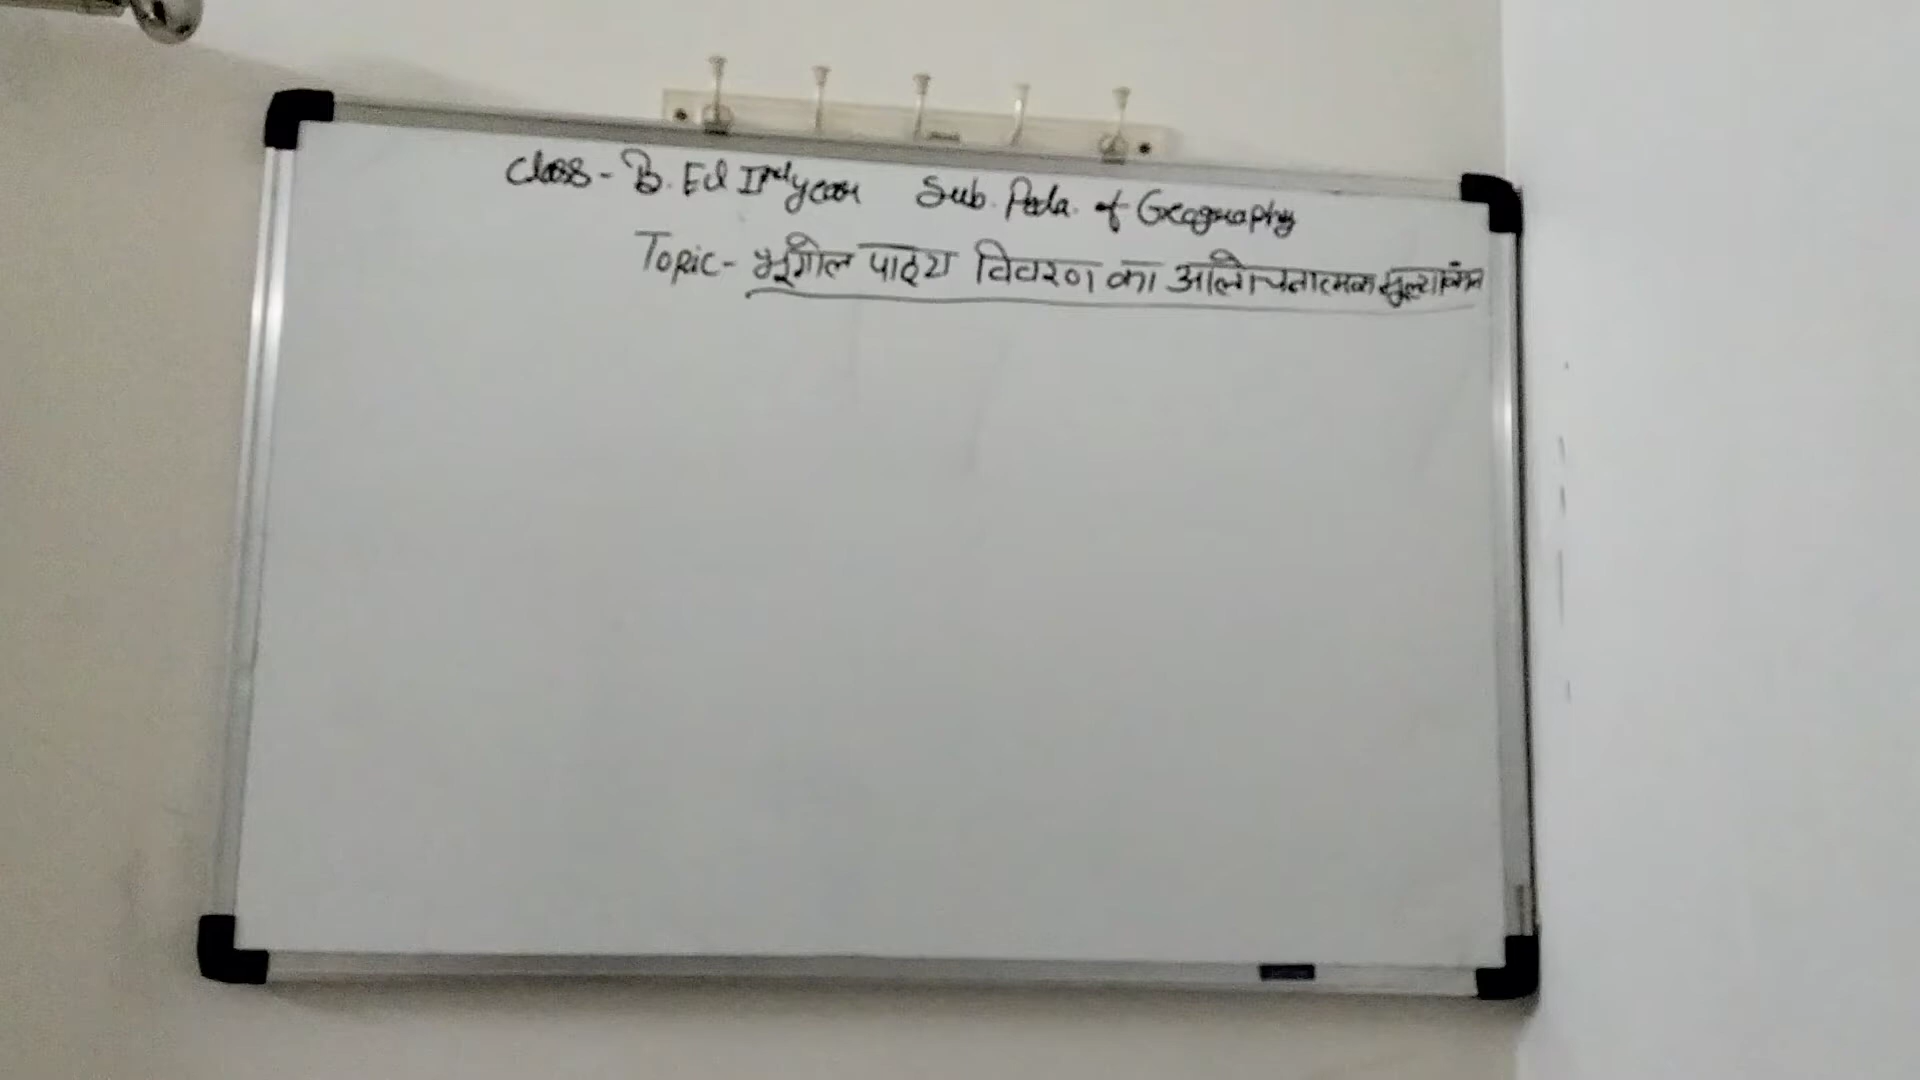 Class- B. Ed IInd year Sub. Peda. of Geography
Topic- भूगोल पाठ्य विवरण का आलोचनात्मक मूल्यांकन